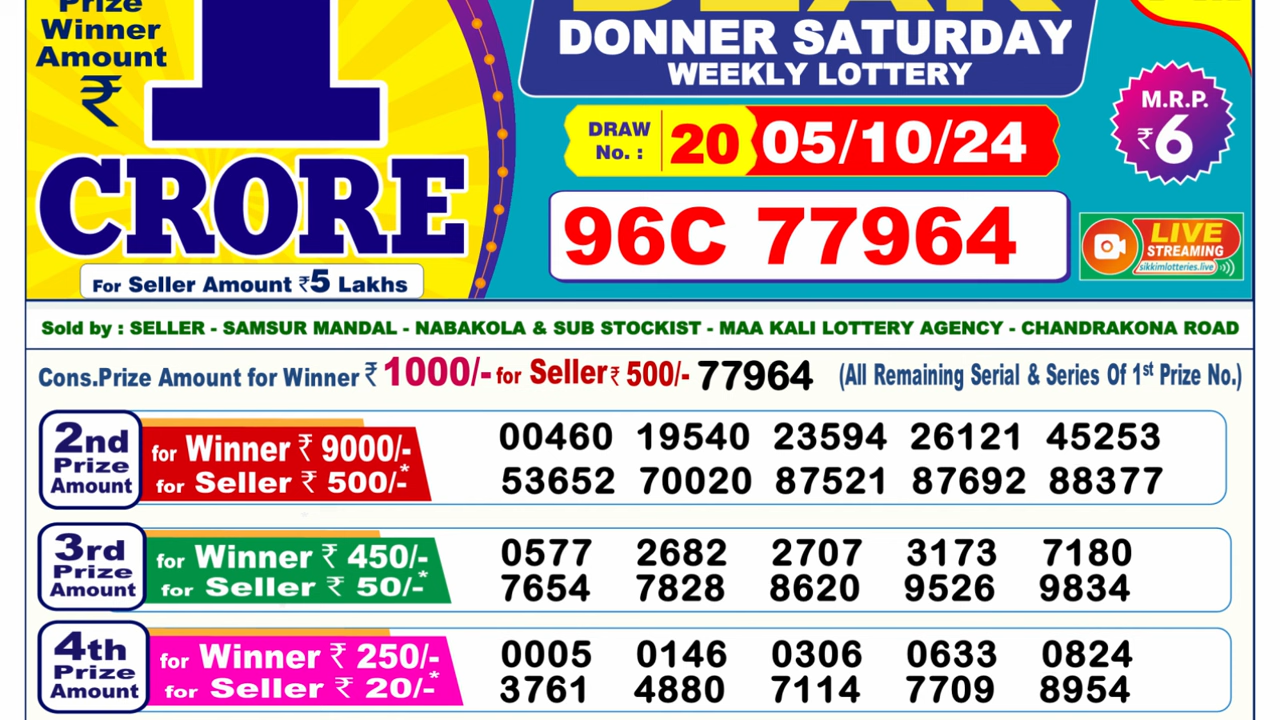 Prize
Winner
Amount
₹
1
CRORE
For Seller Amount ₹5 Lakhs
DEAR
DONNER SATURDAY
WEEKLY LOTTERY
DRAW No. : 20 05/10/24
M.R.P.
₹6
96C 77964
LIVE
STREAMING
sikkimlotteries.live
Sold by : SELLER - SAMSUR MANDAL - NABAKOLA & SUB STOCKIST - MAA KALI LOTTERY AGENCY - CHANDRAKONA ROAD
Cons.Prize Amount for Winner ₹ 1000/- for Seller ₹ 500/- 77964 (All Remaining Serial & Series Of 1st Prize No.)
2nd
Prize
Amount
for Winner ₹ 9000/-
for Seller ₹ 500/-*
00460 19540 23594 26121 45253
53652 70020 87521 87692 88377
3rd
Prize
Amount
for Winner ₹ 450/-
for Seller ₹ 50/-*
0577 2682 2707 3173 7180
7654 7828 8620 9526 9834
4th
Prize
Amount
for Winner ₹ 250/-
for Seller ₹ 20/-*
0005 0146 0306 0633 0824
3761 4880 7114 7709 8954